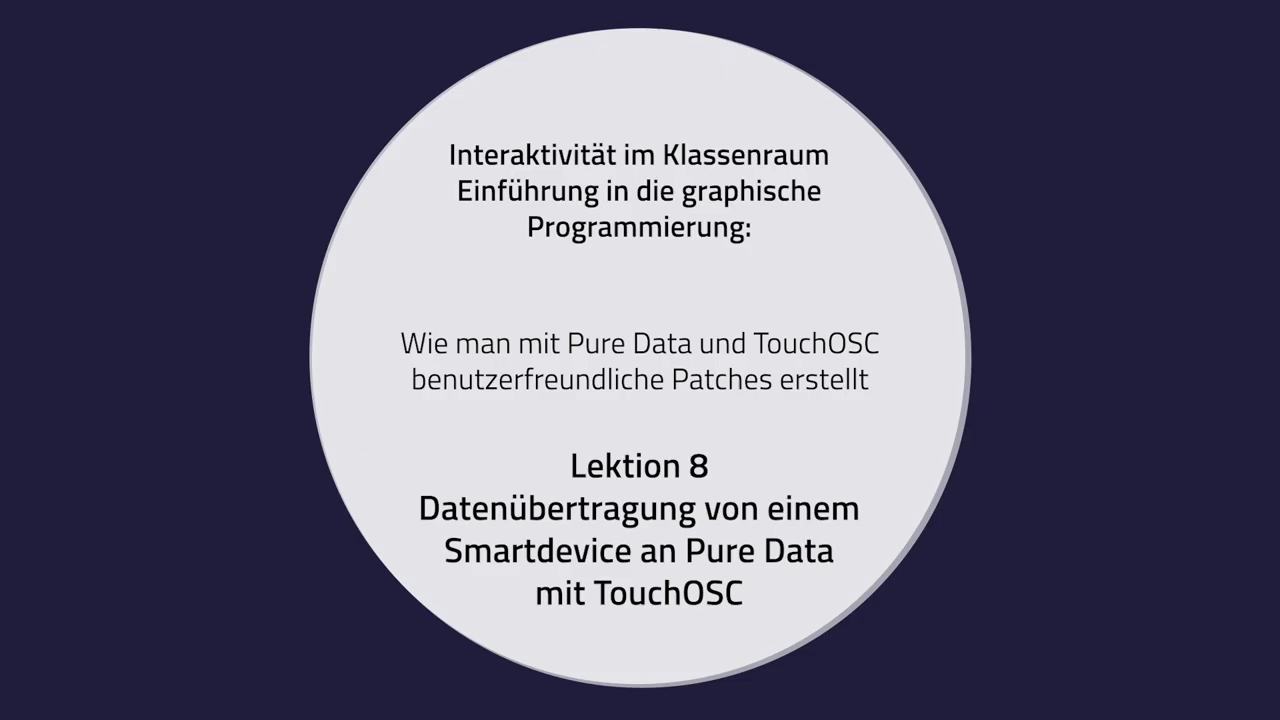 Interaktivität im Klassenraum
Einführung in die graphische
Programmierung:
Wie man mit Pure Data und TouchOSC
benutzerfreundliche Patches erstellt
Lektion 8
Datenübertragung von einem
Smartdevice an Pure Data
mit TouchOSC